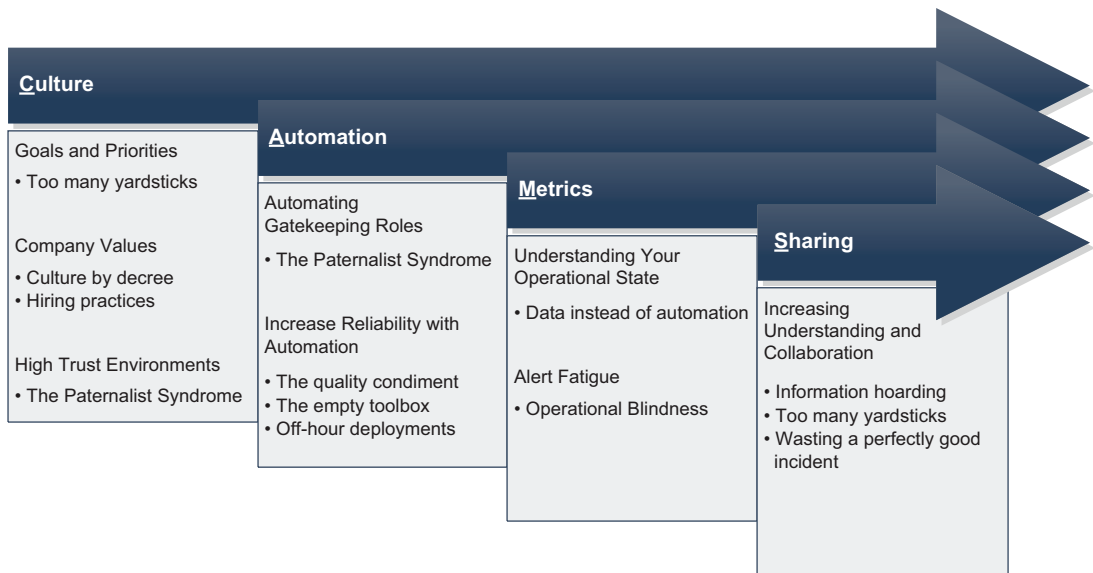 Culture
Goals and Priorities
• Too many yardsticks
Company Values
• Culture by decree
• Hiring practices
High Trust Environments
• The Paternalist Syndrome
Automation
Automating
Gatekeeping Roles
• The Paternalist Syndrome
Increase Reliability with
Automation
• The quality condiment
• The empty toolbox
• Off-hour deployments
Metrics
Understanding Your
Operational State
• Data instead of automation
Alert Fatigue
• Operational Blindness
Sharing
Increasing
Understanding and
Collaboration
• Information hoarding
• Too many yardsticks
• Wasting a perfectly good
incident